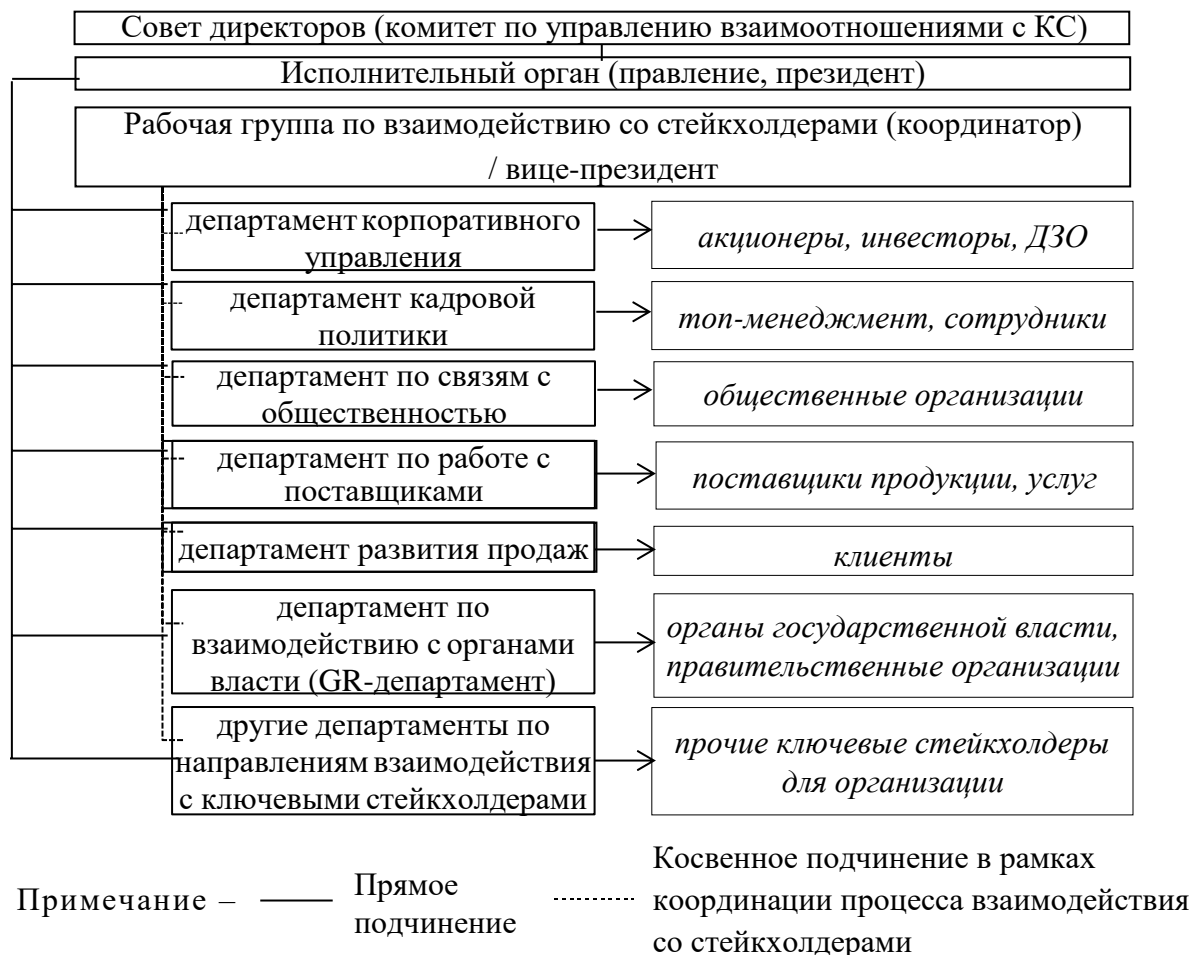 Совет директоров (комитет по управлению взаимоотношениями с КС)
Исполнительный орган (правление, президент)
Рабочая группа по взаимодействию со стейкхолдерами (координатор)
/ вице-президент
департамент корпоративного
управления
акционеры, инвесторы, ДЗО
департамент кадровой
политики
топ-менеджмент, сотрудники
департамент по связям с
общественностью
общественные организации
департамент по работе с
поставщиками
поставщики продукции, услуг
департамент развития продаж
клиенты
департамент по
взаимодействию с органами
власти (GR-департамент)
органы государственной власти,
правительственные организации
другие департаменты по
направлениям взаимодействия
с ключевыми стейкхолдерами
прочие ключевые стейкхолдеры
для организации
Примечание –
Прямое
подчинение
Косвенное подчинение в рамках
координации процесса взаимодействия
со стейкхолдерами